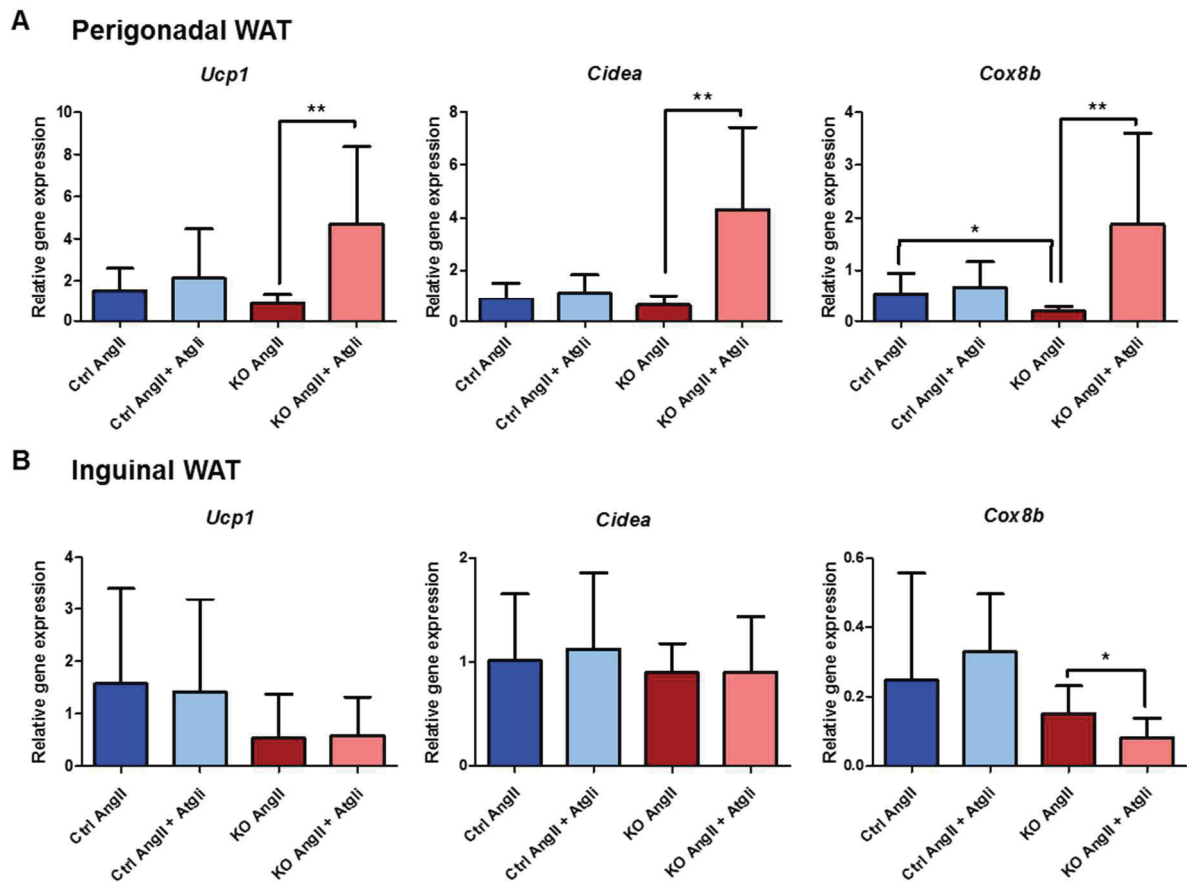 A Perigonadal WAT
Ucp1
Cidea
Cox8b
Relative gene expression
10
8
6
4
2
0
**
Ctrl AngII
Ctrl AngII + Atgli
KO AngII
KO AngII + Atgli
Relative gene expression
8
6
4
2
0
**
Ctrl AngII
Ctrl AngII + Atgli
KO AngII
KO AngII + Atgli
Relative gene expression
4
3
2
1
0
*
**
Ctrl AngII
Ctrl AngII + Atgli
KO AngII
KO AngII + Atgli
B Inguinal WAT
Ucp1
Cidea
Cox8b
Relative gene expression
4
3
2
1
0
Ctrl AngII
Ctrl AngII + Atgli
KO AngII
KO AngII + Atgli
Relative gene expression
2
1
0
Ctrl AngII
Ctrl AngII + Atgli
KO AngII
KO AngII + Atgli
Relative gene expression
0.6
0.4
0.2
0.0
*
Ctrl AngII
Ctrl AngII + Atgli
KO AngII
KO AngII + Atgli